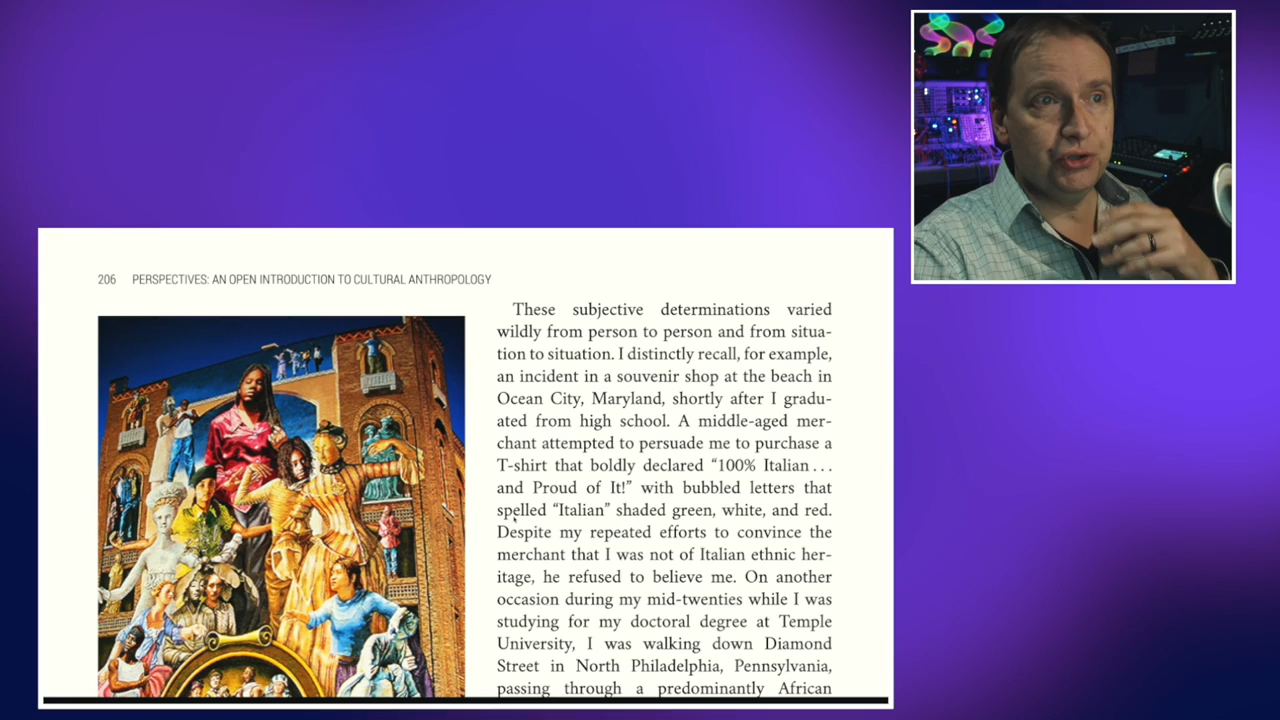 206 PERSPECTIVES: AN OPEN INTRODUCTION TO CULTURAL ANTHROPOLOGY
These subjective determinations varied
wildly from person to person and from situa-
tion to situation. I distinctly recall, for example,
an incident in a souvenir shop at the beach in
Ocean City, Maryland, shortly after I gradu-
ated from high school. A middle-aged mer-
chant attempted to persuade me to purchase a
T-shirt that boldly declared “100% Italian . . .
and Proud of It!” with bubbled letters that
spelled “Italian” shaded green, white, and red.
Despite my repeated efforts to convince the
merchant that I was not of Italian ethnic her-
itage, he refused to believe me. On another
occasion during my mid-twenties while I was
studying for my doctoral degree at Temple
University, I was walking down Diamond
Street in North Philadelphia, Pennsylvania,
passing through a predominantly African